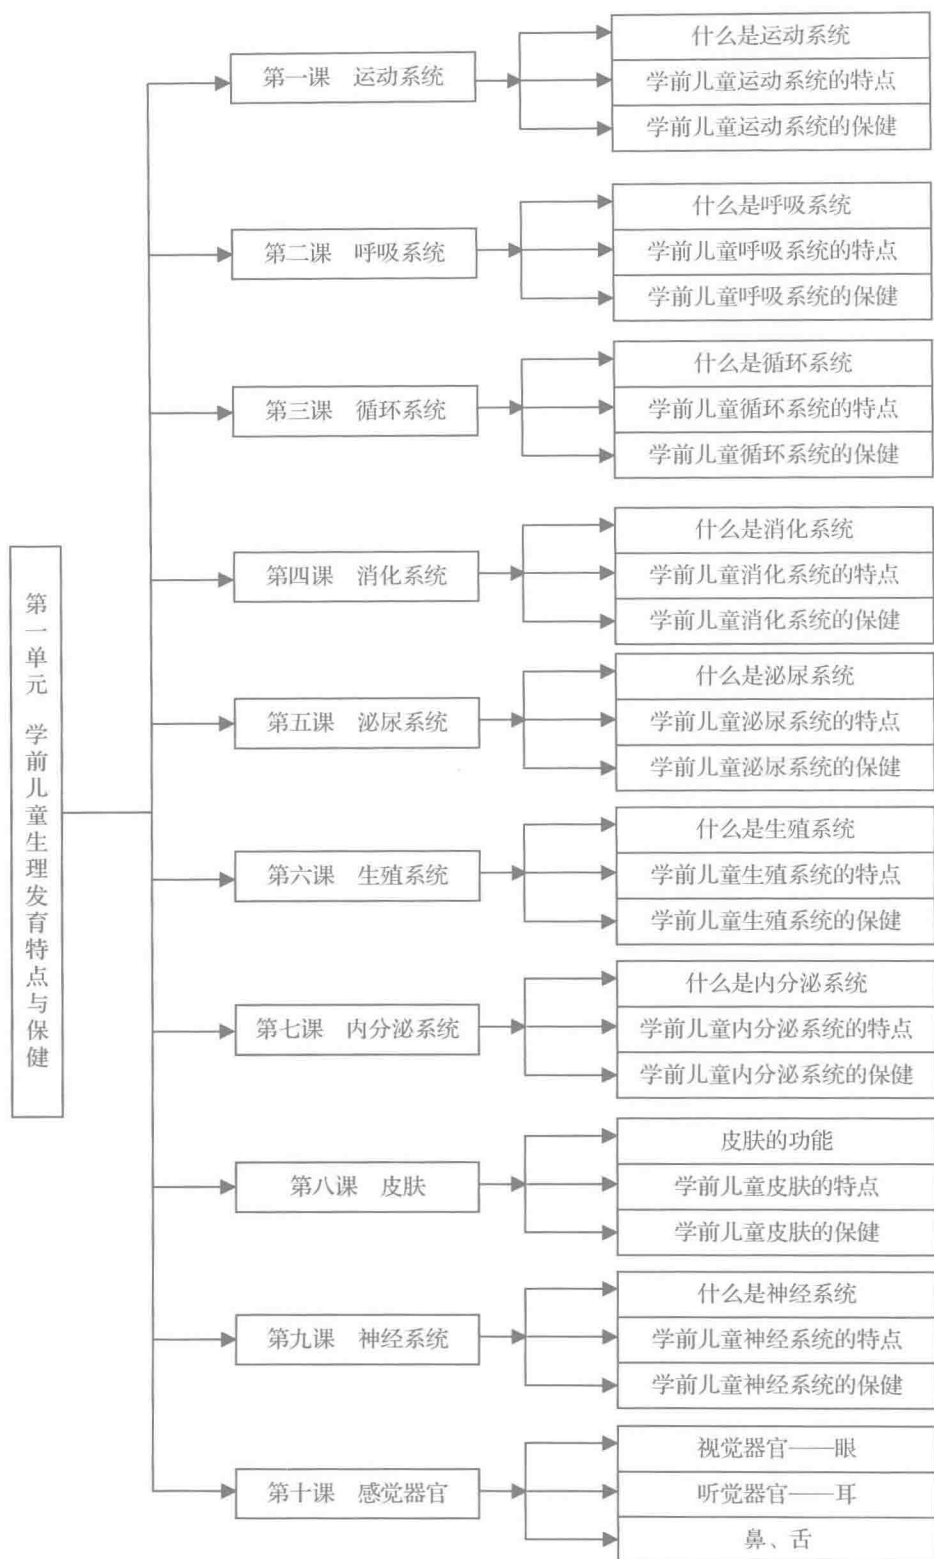 第一单元 学前儿童生理发育特点与保健
第一课 运动系统
什么是运动系统
学前儿童运动系统的特点
学前儿童运动系统的保健
第二课 呼吸系统
什么是呼吸系统
学前儿童呼吸系统的特点
学前儿童呼吸系统的保健
第三课 循环系统
什么是循环系统
学前儿童循环系统的特点
学前儿童循环系统的保健
第四课 消化系统
什么是消化系统
学前儿童消化系统的特点
学前儿童消化系统的保健
第五课 泌尿系统
什么是泌尿系统
学前儿童泌尿系统的特点
学前儿童泌尿系统的保健
第六课 生殖系统
什么是生殖系统
学前儿童生殖系统的特点
学前儿童生殖系统的保健
第七课 内分泌系统
什么是内分泌系统
学前儿童内分泌系统的特点
学前儿童内分泌系统的保健
第八课 皮肤
皮肤的功能
学前儿童皮肤的特点
学前儿童皮肤的保健
第九课 神经系统
什么是神经系统
学前儿童神经系统的特点
学前儿童神经系统的保健
第十课 感觉器官
视觉器官——眼
听觉器官——耳
鼻、舌